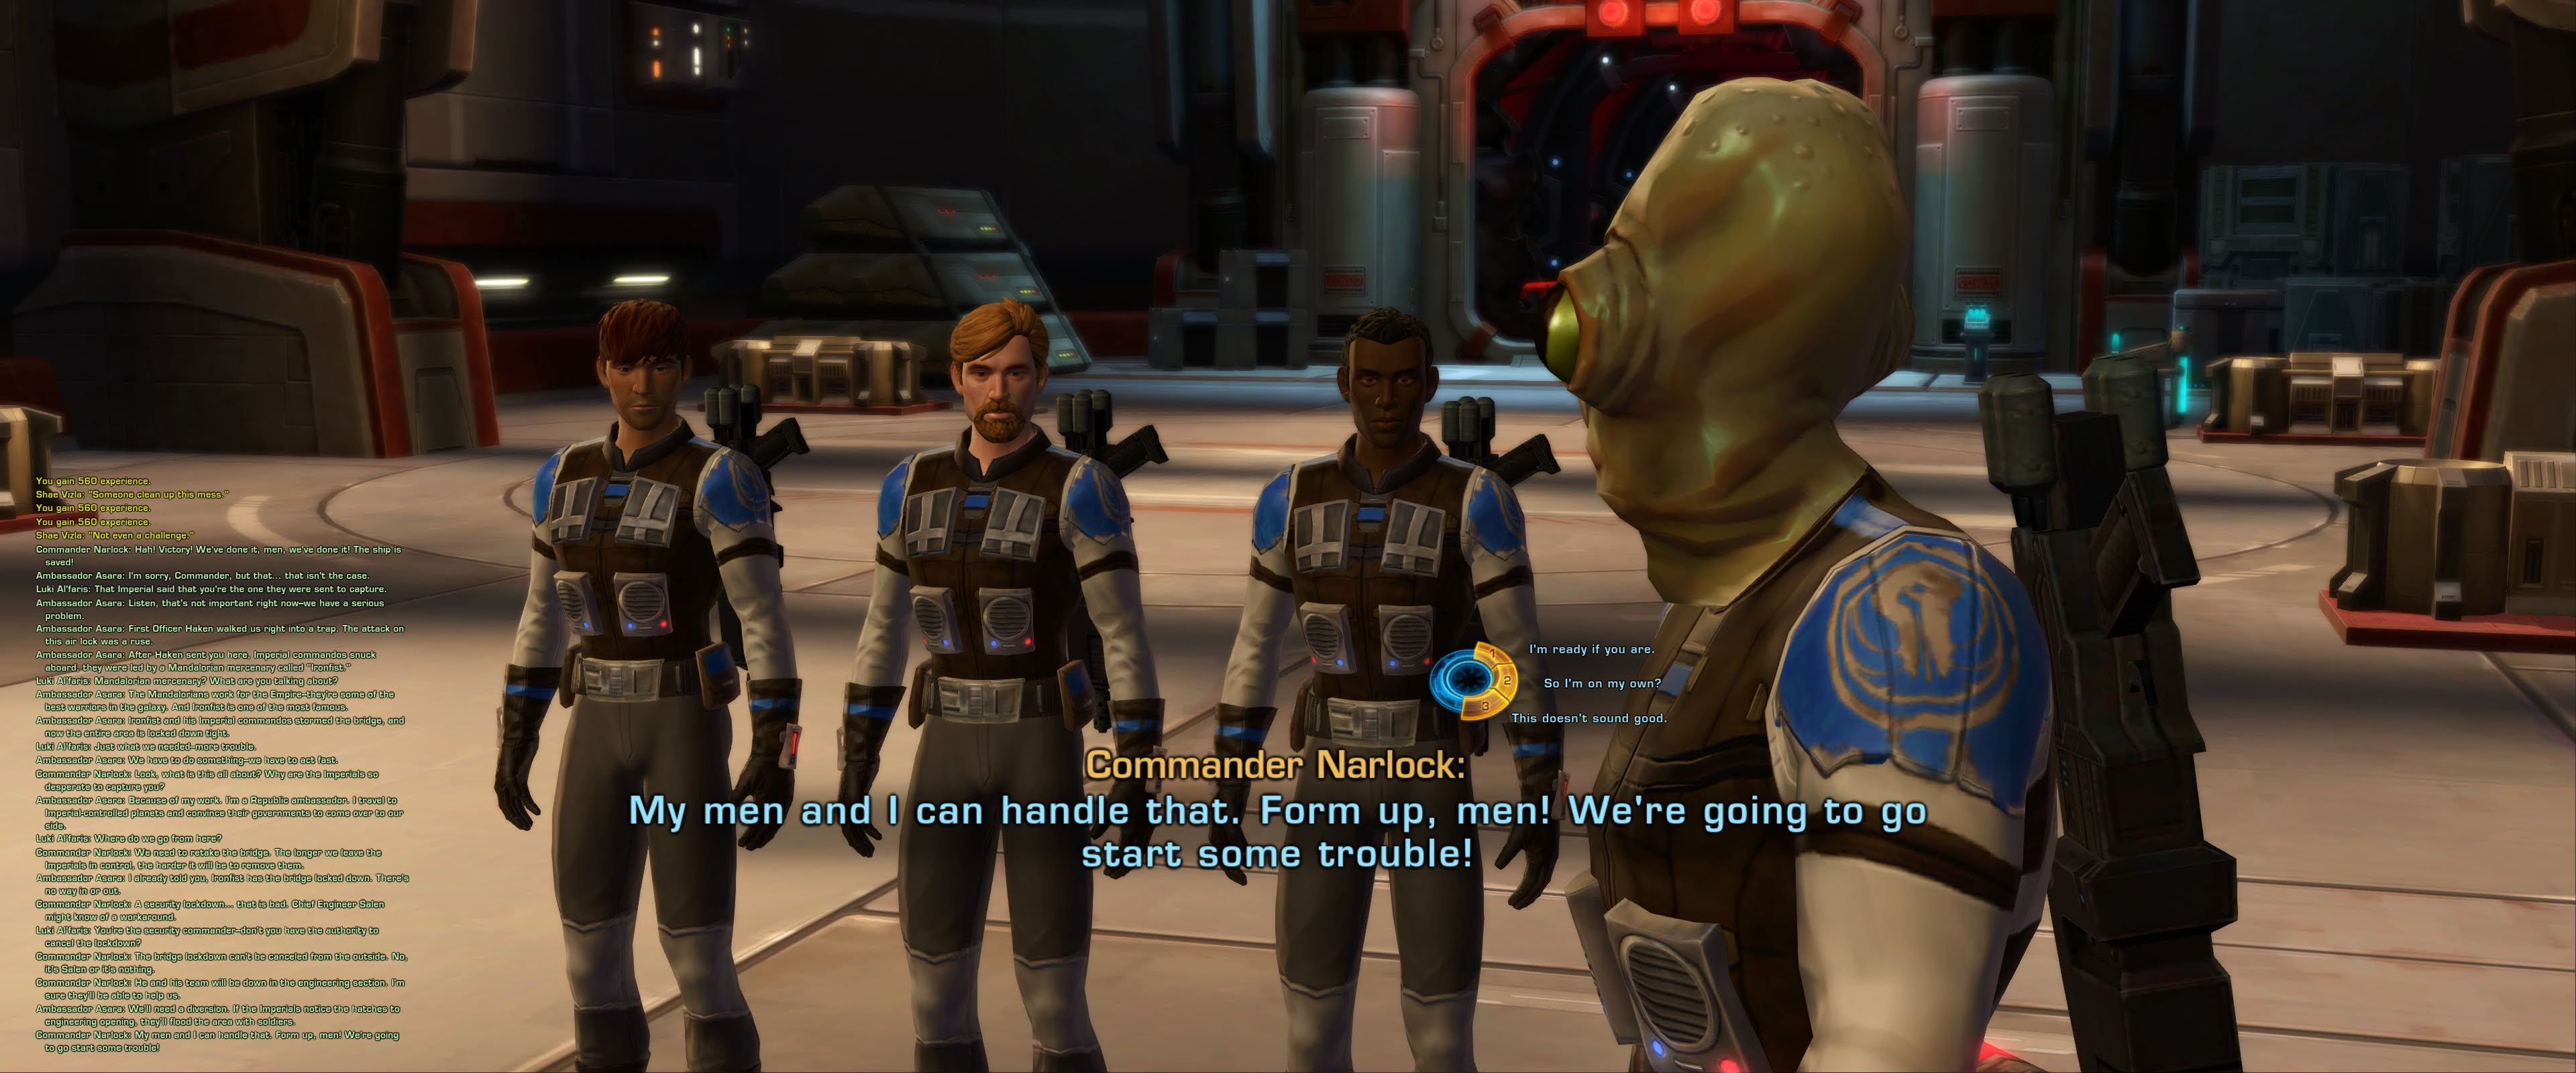 You gain 560 experience.
Shae Vizla: "Someone clean up this mess."
You gain 560 experience.
You gain 560 experience.
Shae Vizla: "Not even a challenge."
Commander Narlock: Hah! Victory! We've done it, men, we've done it! The ship is
saved!
Ambassador Asara: I'm sorry, Commander, but that... that isn't the case.
Luki Al'faris: That Imperial said that you're the one they were sent to capture.
Ambassador Asara: Listen, that's not important right now–we have a serious
problem.
Ambassador Asara: First Officer Haken walked us right into a trap. The attack on
this air lock was a ruse.
Ambassador Asara: After Haken sent you here, Imperial commandos snuck
aboard, they were led by a Mandalorian mercenary called "Ironfist."
Luki Al'faris: Mandalorian mercenary? What are you talking about?
Ambassador Asara: The Mandalorians work for the Empire–they're some of the
best warriors in the galaxy. And Ironfist is one of the most famous.
Ambassador Asara: Ironfist and his Imperial commandos stormed the bridge, and
now the entire area is locked down tight.
Luki Al'faris: Just what we needed–more trouble.
Ambassador Asara: We have to do something–we have to act fast.
Commander Narlock: Look, what is this all about? Why are the Imperials so
desperate to capture you?
Ambassador Asara: Because of my work. I'm a Republic ambassador. I travel to
Imperial-controlled planets and convince their governments to come over to our
side.
Luki Al'faris: Where do we go from here?
Commander Narlock: We need to retake the bridge. The longer we leave the
Imperials in control, the harder it will be to remove them.
Ambassador Asara: I already told you, Ironfist has the bridge locked down. There's
no way in or out.
Commander Narlock: A security lockdown... that is bad. Chief Engineer Salen
might know of a workaround.
Luki Al'faris: You're the security commander–don't you have the authority to
cancel the lockdown?
Commander Narlock: The bridge lockdown can't be canceled from the outside. No,
it's Salen or it's nothing.
Commander Narlock: He and his team will be down in the engineering section. I'm
sure they'll be able to help us.
Ambassador Asara: We'll need a diversion. If the Imperials notice the hatches to
engineering opening, they'll flood the area with soldiers.
Commander Narlock: My men and I can handle that. Form up, men! We're going
to go start some trouble!
1
I'm ready if you are.
2
So I'm on my own?
3
This doesn't sound good.
Commander Narlock:
My men and I can handle that. Form up, men! We're going to go
start some trouble!